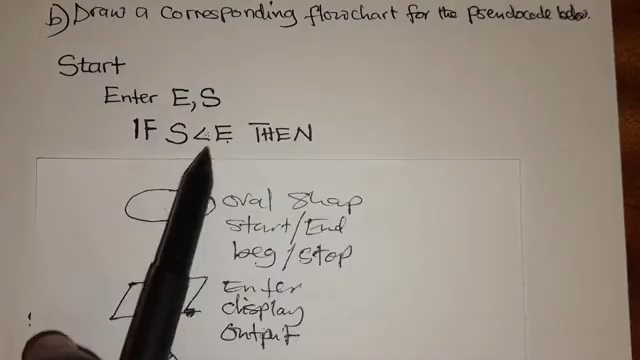 b) Draw a corresponding flowchart for the pseudocode below.
Start
Enter E, S
IF S < E THEN
oval shap
start/End
beg/stop
Enter
display
output